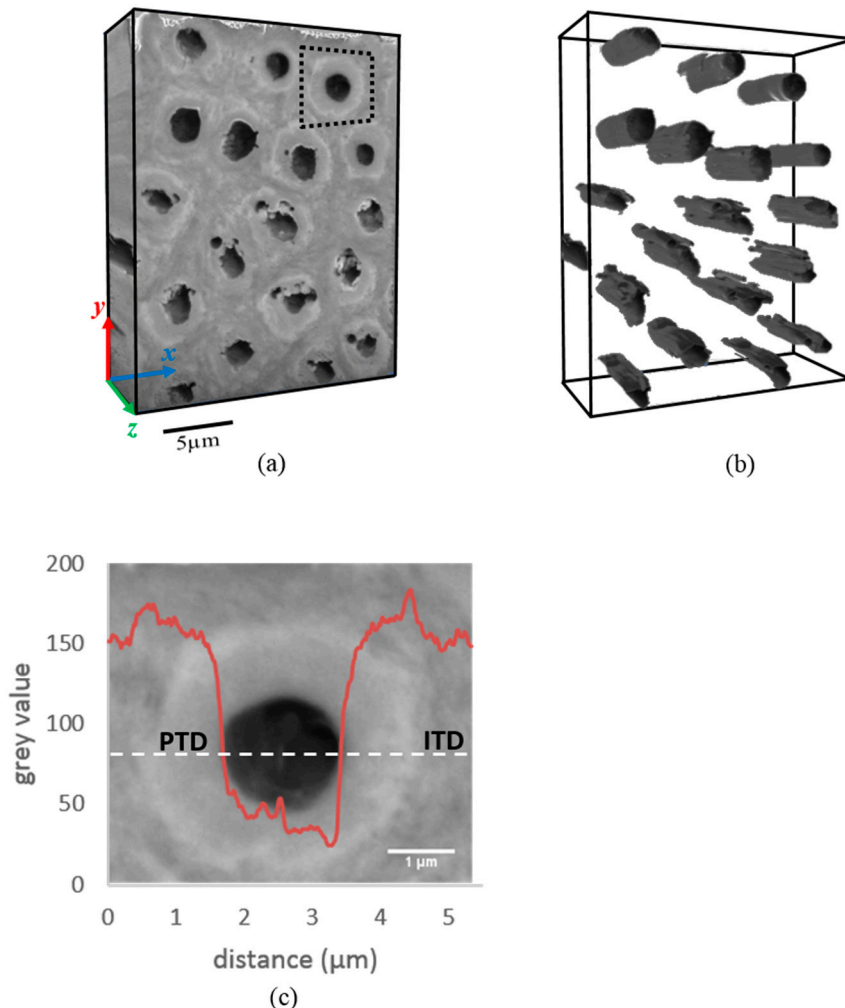 y
x
z
5μm
(a)
(b)
200
150
100
50
0
grey value
PTD
ITD
1 μm
0 1 2 3 4 5
distance (μm)
(c)